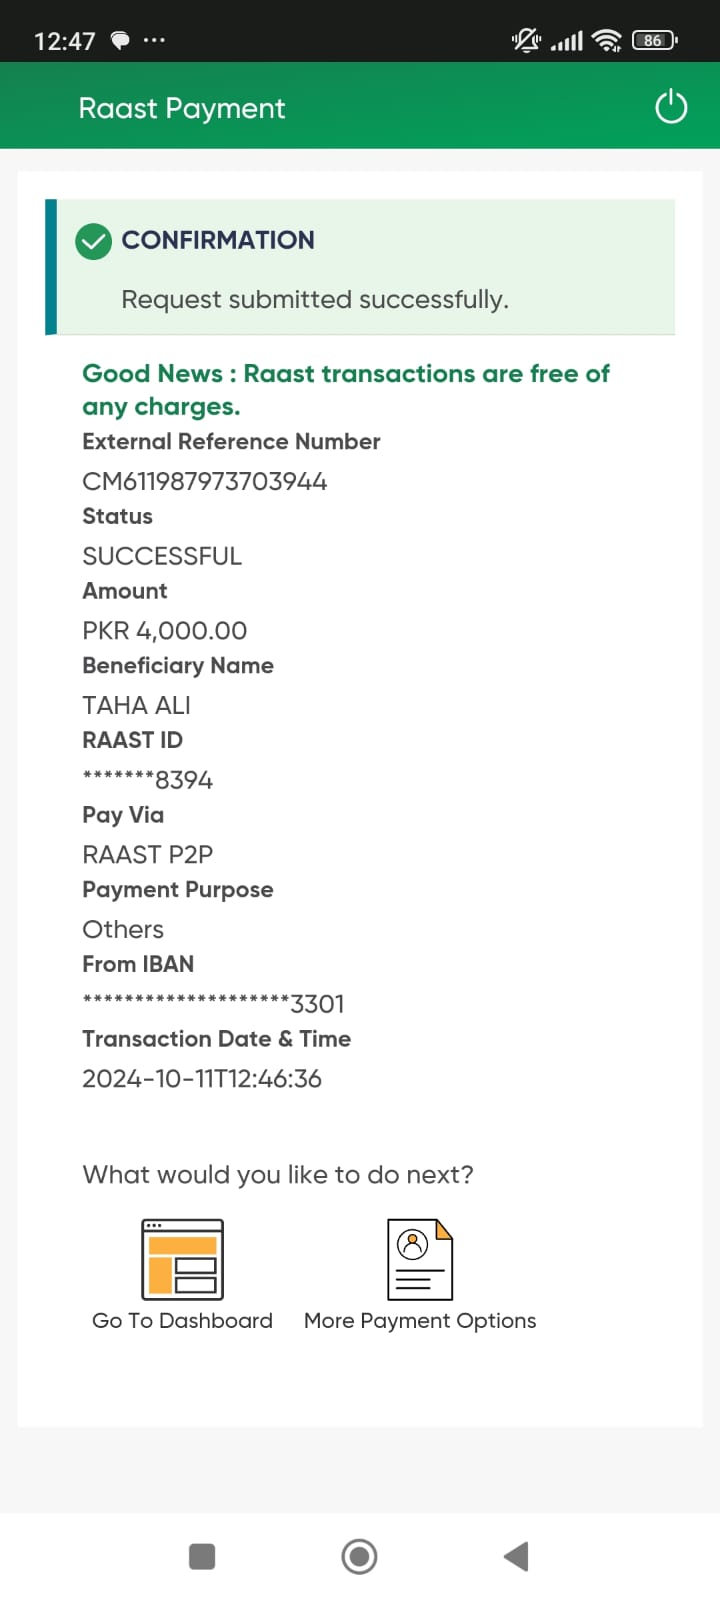 12:47
86
Raast Payment
CONFIRMATION
Request submitted successfully.
Good News : Raast transactions are free of
any charges.
External Reference Number
CM611987973703944
Status
SUCCESSFUL
Amount
PKR 4,000.00
Beneficiary Name
TAHA ALI
RAAST ID
*******8394
Pay Via
RAAST P2P
Payment Purpose
Others
From IBAN
********************3301
Transaction Date & Time
2024-10-11T12:46:36
What would you like to do next?
Go To Dashboard
More Payment Options